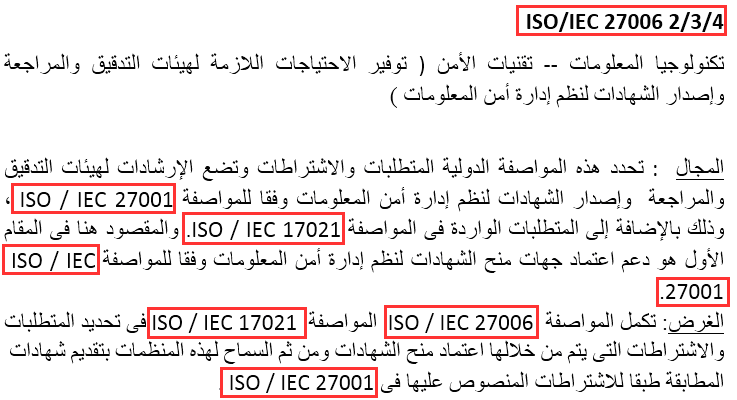 ISO/IEC 27006 2/3/4
تكنولوجيا المعلومات -- تقنيات الأمن ( توفير الاحتياجات اللازمة لهيئات التدقيق والمراجعة
وإصدار الشهادات لنظم إدارة أمن المعلومات )
المجال : تحدد هذه المواصفة الدولية المتطلبات والاشتراطات وتضع الإرشادات لهيئات التدقيق
والمراجعة وإصدار الشهادات لنظم إدارة أمن المعلومات وفقا للمواصفة ISO / IEC 27001 ،
وذلك بالإضافة إلى المتطلبات الواردة فى المواصفة ISO / IEC 17021. والمقصود هنا فى المقام
الأول هو دعم اعتماد جهات منح الشهادات لنظم إدارة أمن المعلومات وفقا للمواصفة ISO / IEC
27001.
الغرض: تكمل المواصفة ISO / IEC 27006 المواصفة ISO / IEC 17021 فى تحديد المتطلبات
والاشتراطات التى يتم من خلالها اعتماد منح الشهادات ومن ثم السماح لهذه المنظمات بتقديم شهادات
المطابقة طبقا للاشتراطات المنصوص عليها فى ISO / IEC 27001 .